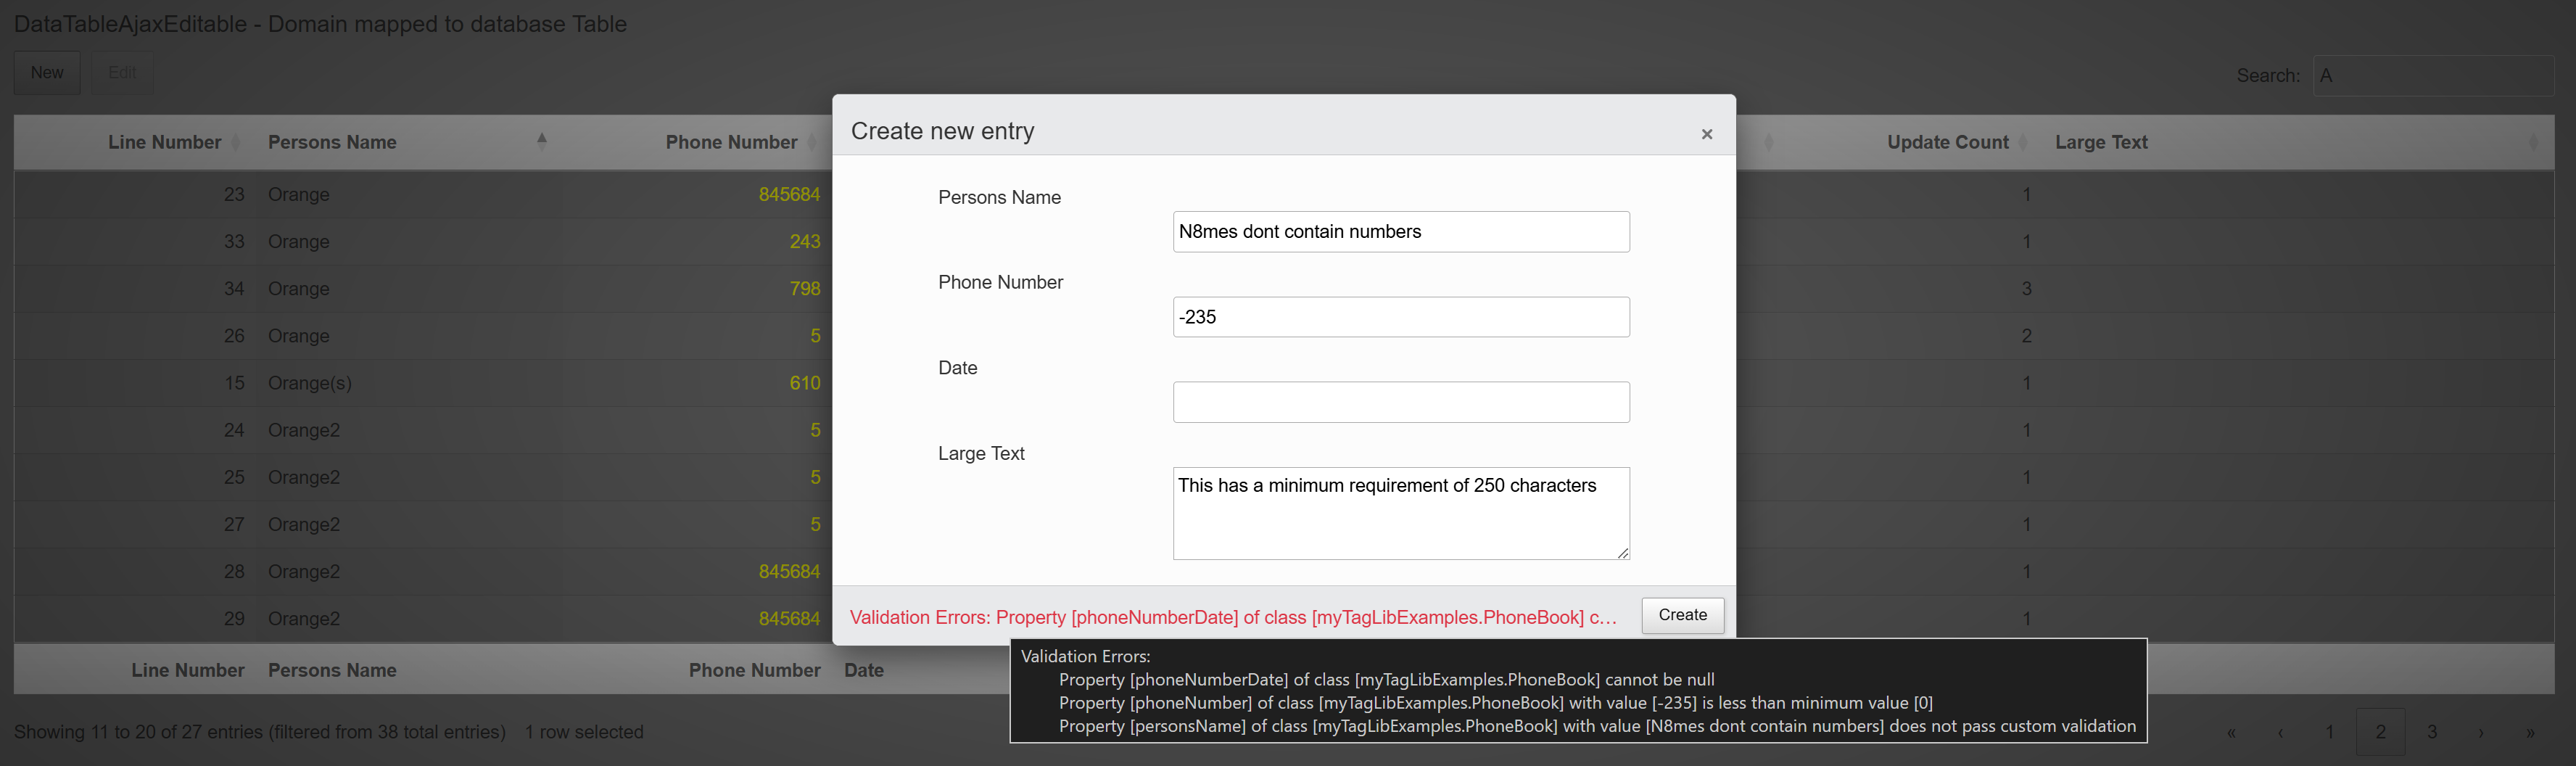 DataTableAjaxEditable - Domain mapped to database Table
New Edit
Search: A
Line Number Persons Name Phone Number Update Count Large Text
23 Orange 845684 1
33 Orange 243 1
34 Orange 798 3
26 Orange 5 2
15 Orange(s) 610 1
24 Orange2 5 1
25 Orange2 5 1
27 Orange2 5 1
28 Orange2 845684 1
29 Orange2 845684 1
Line Number Persons Name Phone Number Date
Showing 11 to 20 of 27 entries (filtered from 38 total entries) 1 row selected
« ‹ 1 2 3 › »
Create new entry ×
Persons Name
N8mes dont contain numbers
Phone Number
-235
Date
Large Text
This has a minimum requirement of 250 characters
Validation Errors: Property [phoneNumberDate] of class [myTagLibExamples.PhoneBook] c...
Create
Validation Errors:
Property [phoneNumberDate] of class [myTagLibExamples.PhoneBook] cannot be null
Property [phoneNumber] of class [myTagLibExamples.PhoneBook] with value [-235] is less than minimum value [0]
Property [personsName] of class [myTagLibExamples.PhoneBook] with value [N8mes dont contain numbers] does not pass custom validation